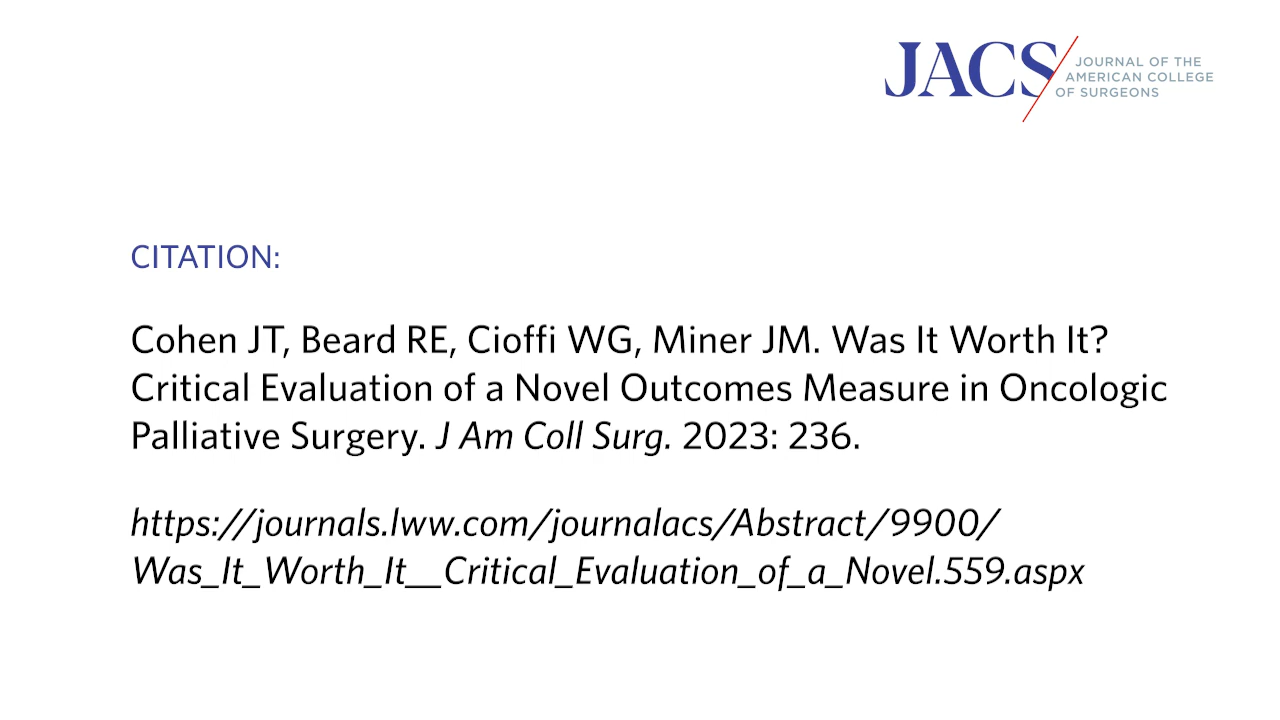 JACS
JOURNAL OF THE
AMERICAN COLLEGE
OF SURGEONS
CITATION:
Cohen JT, Beard RE, Cioffi WG, Miner JM. Was It Worth It?
Critical Evaluation of a Novel Outcomes Measure in Oncologic
Palliative Surgery. J Am Coll Surg. 2023: 236.
https://journals.lww.com/journalacs/Abstract/9900/
Was_It_Worth_It__Critical_Evaluation_of_a_Novel.559.aspx